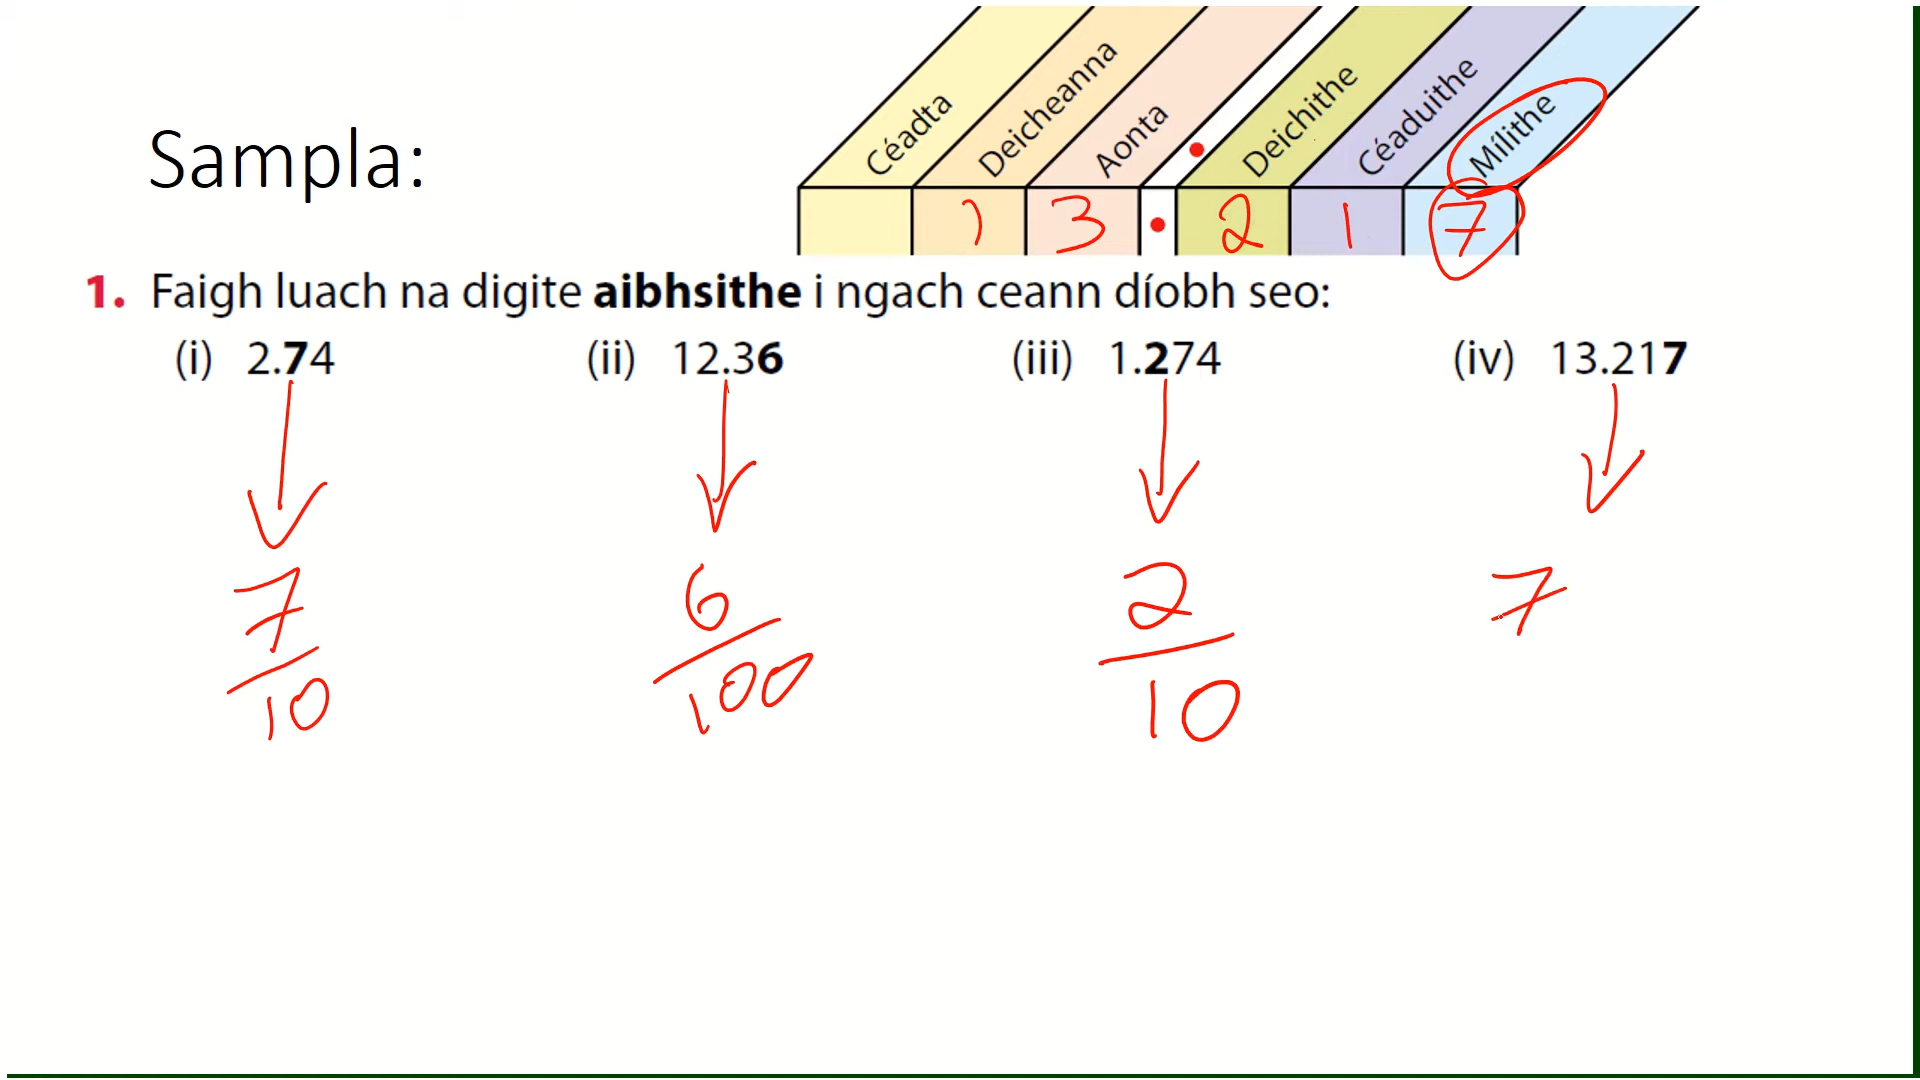 Sampla:
Céadta Deicheanna Aonta • Deichithe Céaduithe Mílithe
1 3 • 2 1 7
1. Faigh luach na digite aibhsithe i ngach ceann díobh seo:
(i) 2.74 (ii) 12.36 (iii) 1.274 (iv) 13.217
7 6 2 7
10 100 10